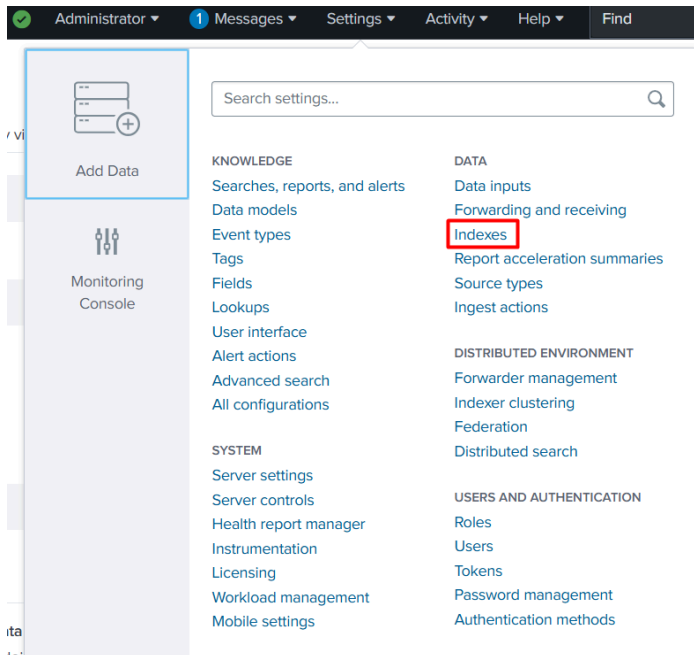 Administrator ▾ 1 Messages ▾ Settings ▾ Activity ▾ Help ▾ Find
Search settings...
Add Data
Monitoring
Console
KNOWLEDGE
Searches, reports, and alerts
Data models
Event types
Tags
Fields
Lookups
User interface
Alert actions
Advanced search
All configurations
SYSTEM
Server settings
Server controls
Health report manager
Instrumentation
Licensing
Workload management
Mobile settings
DATA
Data inputs
Forwarding and receiving
Indexes
Report acceleration summaries
Source types
Ingest actions
DISTRIBUTED ENVIRONMENT
Forwarder management
Indexer clustering
Federation
Distributed search
USERS AND AUTHENTICATION
Roles
Users
Tokens
Password management
Authentication methods